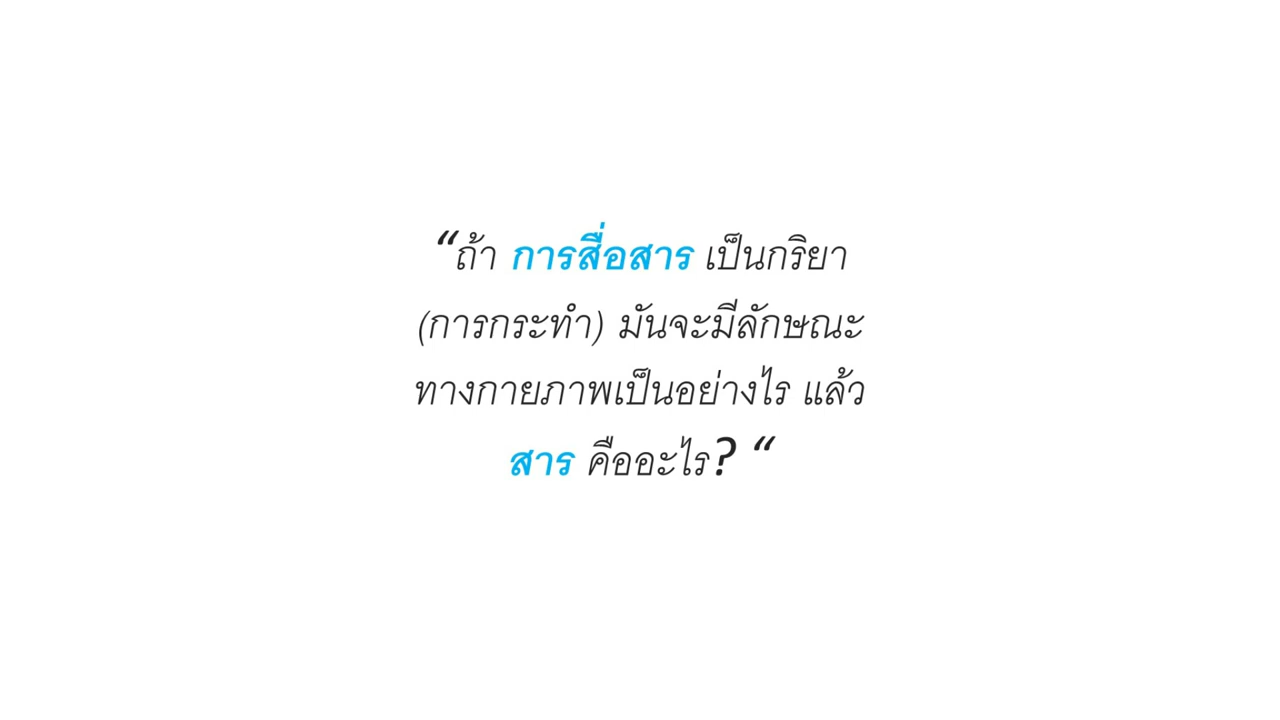 “ถ้า การสื่อสาร เป็นกริยา
(การกระทำ) มันจะมีลักษณะ
ทางกายภาพเป็นอย่างไร แล้ว
สาร คืออะไร? “